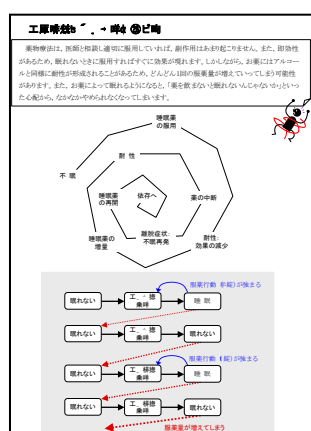 薬物療法は、医師と相談し適切に服用していれば、副作用はあまり起こりません。また、即効性
があるため、眠れないときに服用すればすぐに効果が現れます。しかしながら、お薬にはアルコー
ルと同様に耐性が形成されることがあるため、どんどん1回の服薬量が増えていってしまう可能性
があります。また、お薬によって眠れるようになると、「薬を飲まないと眠れないんじゃないか」といっ
た心配から、なかなかやめられなくなってしまいます。
睡眠薬
の服用
耐 性
不 眠
睡眠薬
の再開
依存へ
薬の中断
離脱症状:
不眠再発
睡眠薬の
増量
耐性:
効果の減少
服薬行動
が強まる
眠れない
睡 眠
眠れない
眠れない
服薬行動
が強まる
眠れない
睡 眠
眠れない
眠れない
服薬量が増えてしまう